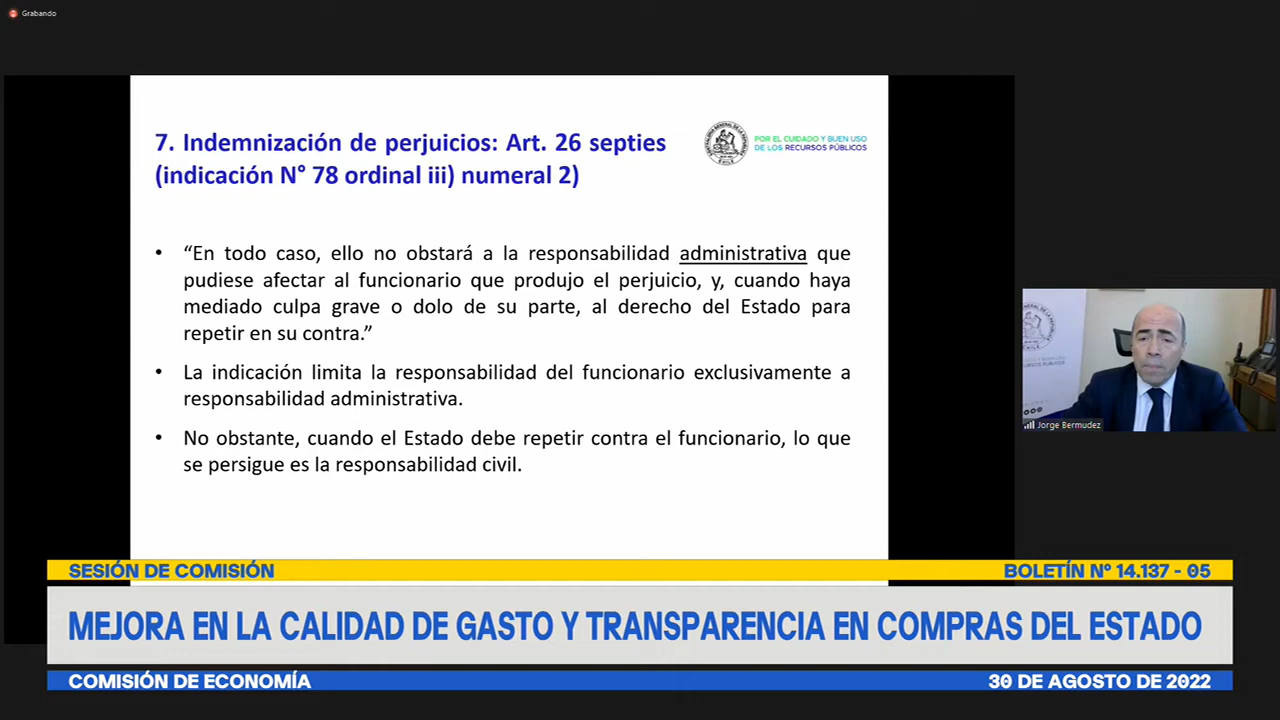 Grabando
7. Indemnización de perjuicios: Art. 26 septies
(indicación N° 78 ordinal iii) numeral 2)
POR EL CUIDADO Y BUEN USO
DE LOS RECURSOS PÚBLICOS
• “En todo caso, ello no obstará a la responsabilidad administrativa que
pudiese afectar al funcionario que produjo el perjuicio, y, cuando haya
mediado culpa grave o dolo de su parte, al derecho del Estado para
repetir en su contra.”
• La indicación limita la responsabilidad del funcionario exclusivamente a
responsabilidad administrativa.
• No obstante, cuando el Estado debe repetir contra el funcionario, lo que
se persigue es la responsabilidad civil.
Jorge Bermudez
SESIÓN DE COMISIÓN
BOLETÍN Nº 14.137 - 05
MEJORA EN LA CALIDAD DE GASTO Y TRANSPARENCIA EN COMPRAS DEL ESTADO
COMISIÓN DE ECONOMÍA
30 DE AGOSTO DE 2022